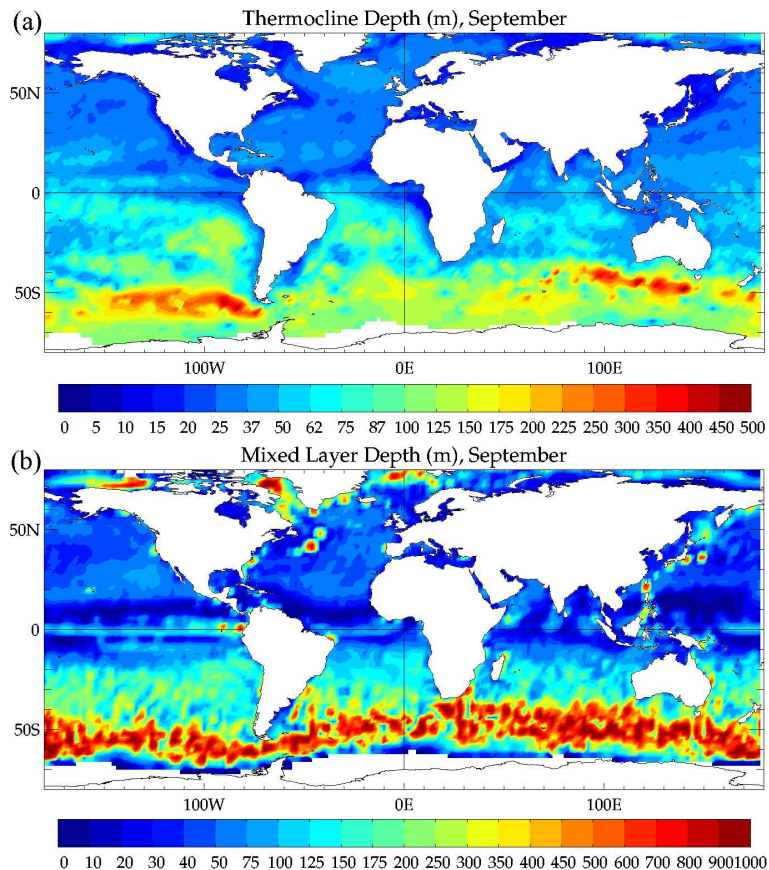 (a)
Thermocline Depth (m), September
50N
0
50S
100W 0E 100E
0 5 10 15 20 25 37 50 62 75 87 100 125 150 175 200 225 250 300 350 400 450 500
(b)
Mixed Layer Depth (m), September
50N
0
50S
100W 0E 100E
0 10 20 30 40 50 75 100 125 150 175 200 250 300 350 400 450 500 600 700 800 900 1000